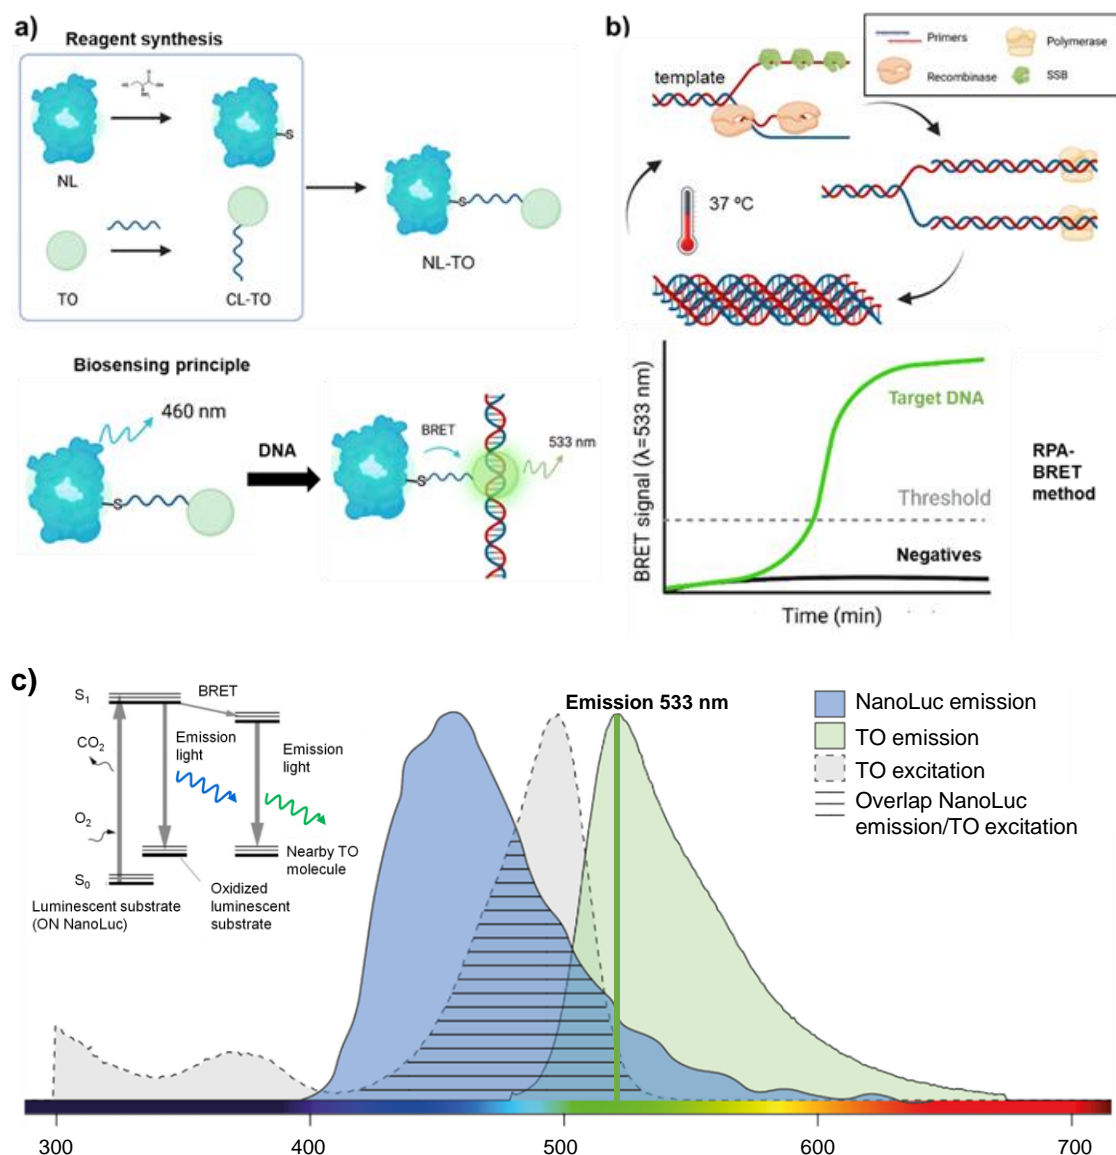 a)
Reagent synthesis
NL
S
TO
CL-TO
S
NL-TO
Biosensing principle
460 nm
S
DNA
BRET
S
533 nm
b)
Primers
Polymerase
Recombinase
SSB
template
37 ºC
BRET signal (λ=533 nm)
Target DNA
Threshold
Negatives
Time (min)
RPA-
BRET
method
c)
S1
BRET
CO2
Emission
light
Emission
light
O2
S0
Nearby TO
molecule
Oxidized
luminescent
substrate
Luminescent substrate
(ON NanoLuc)
Emission 533 nm
NanoLuc emission
TO emission
TO excitation
Overlap NanoLuc
emission/TO excitation
300
400
500
600
700